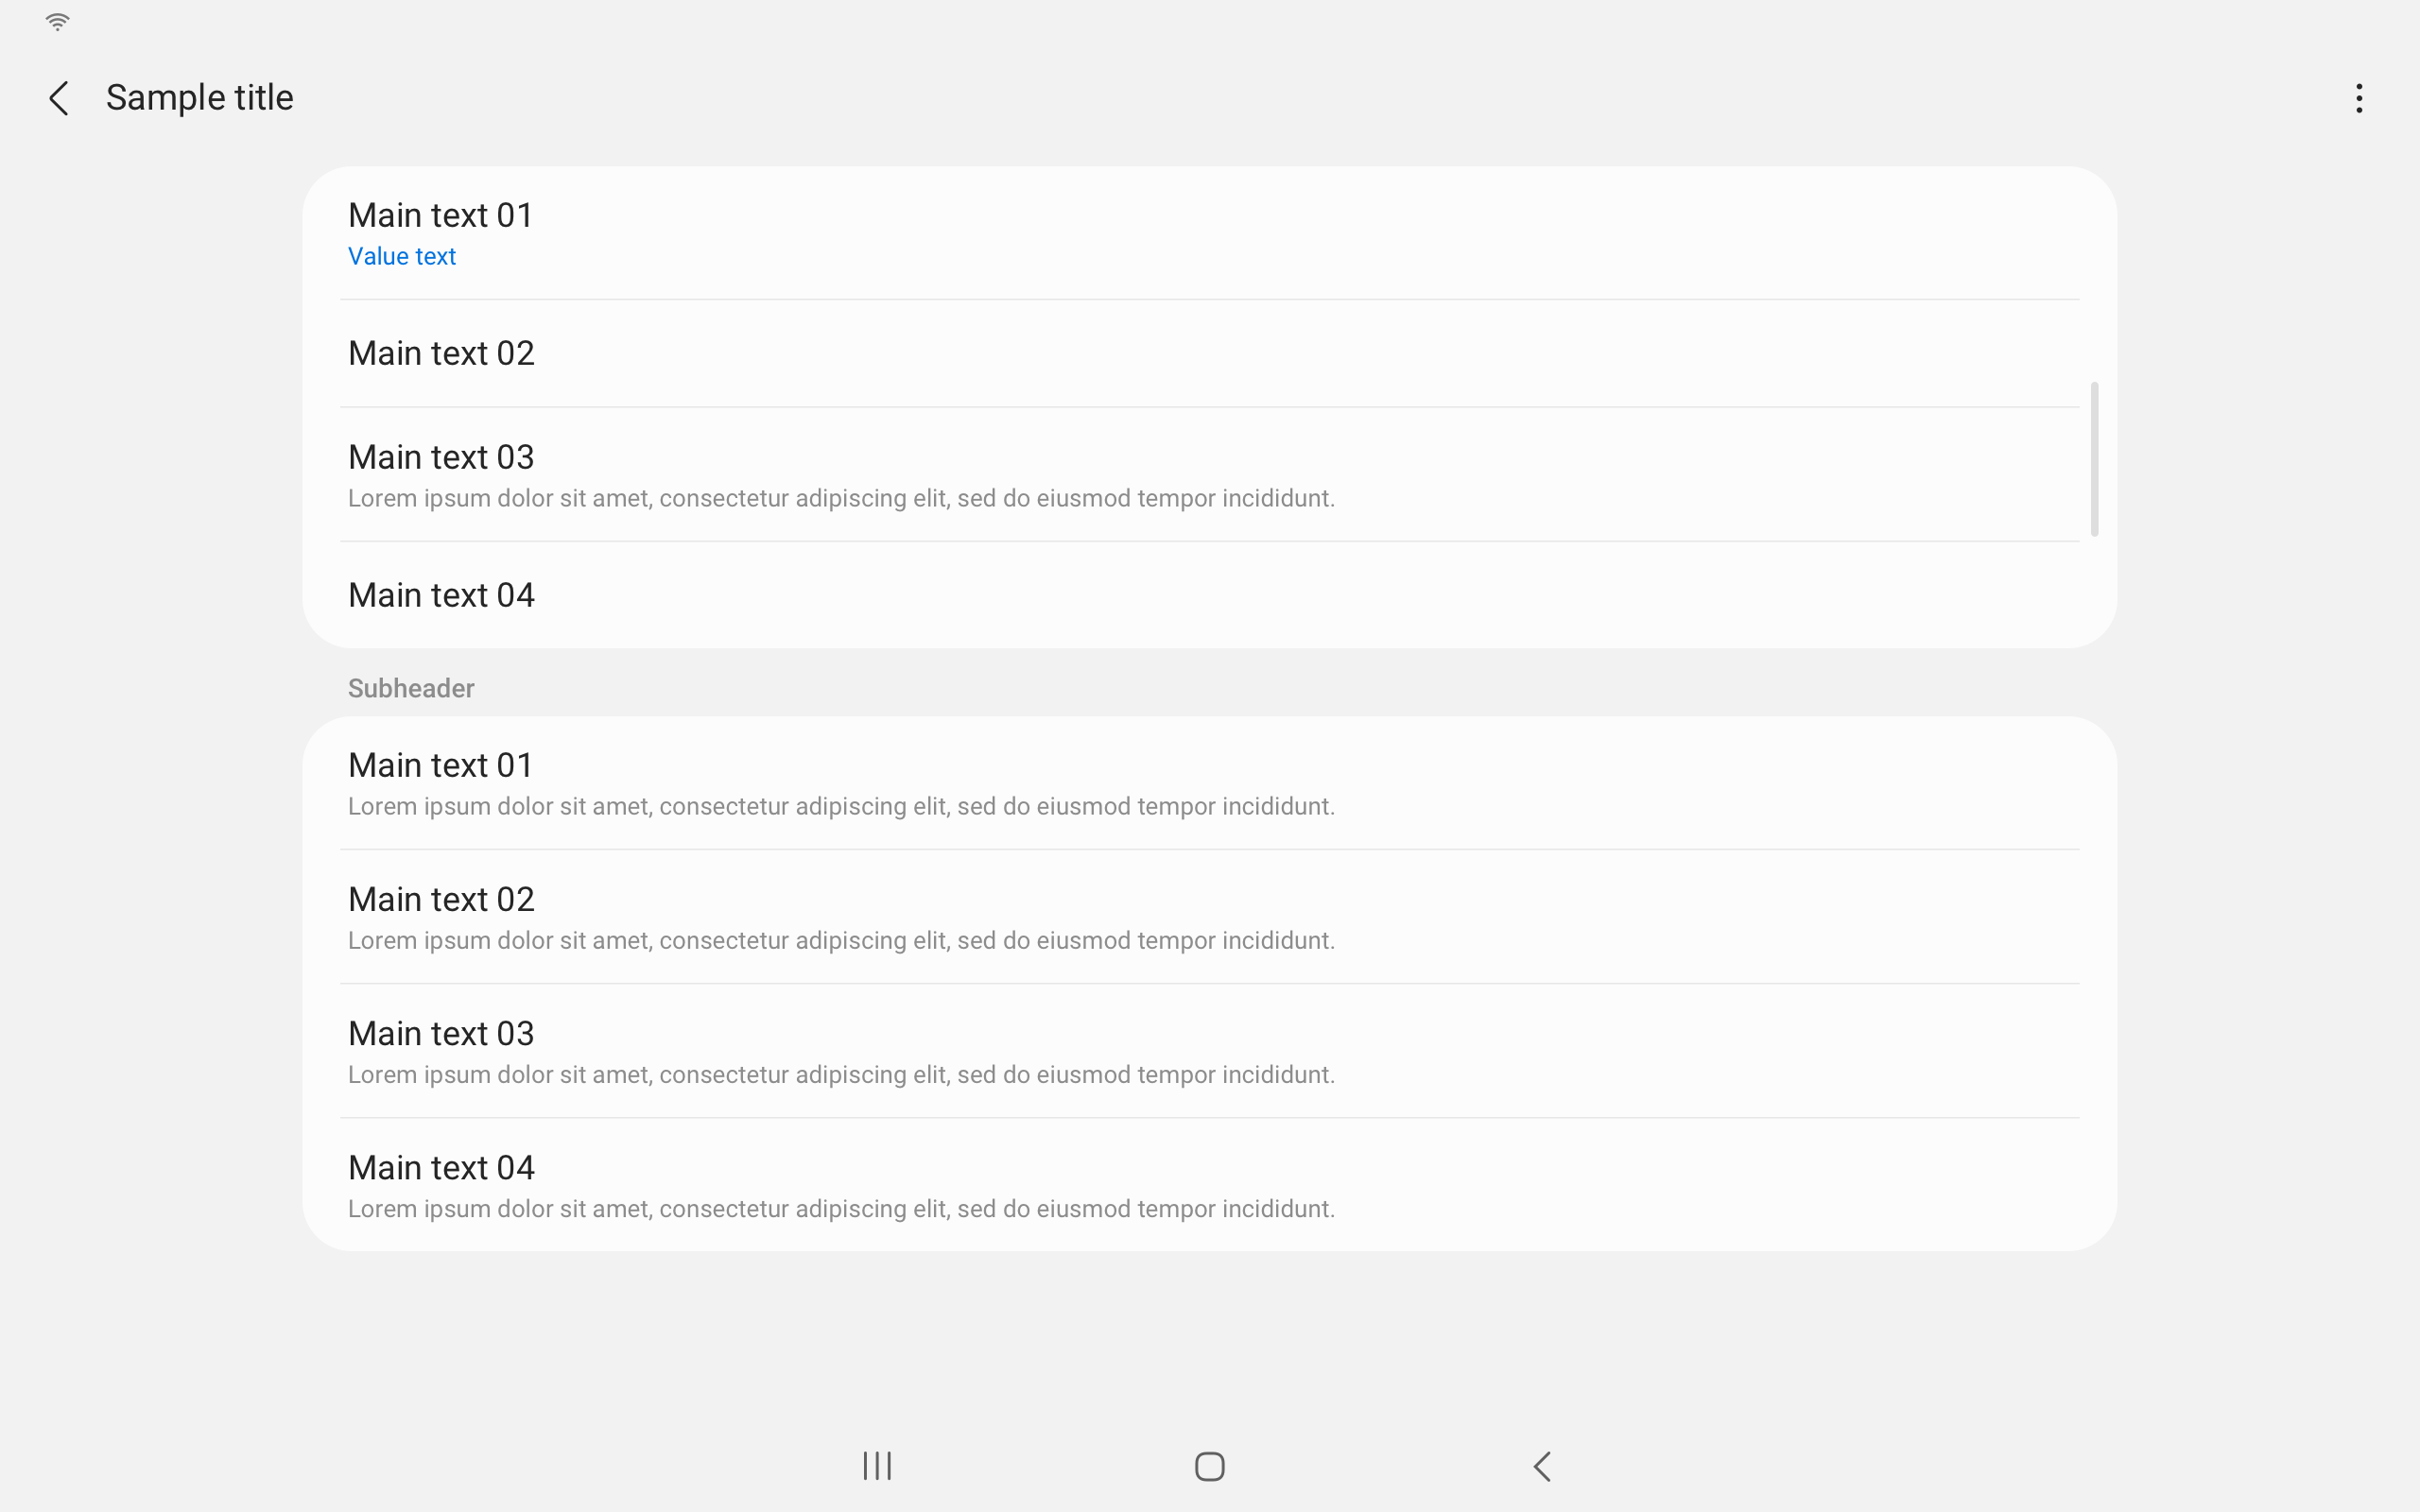 Sample title
Main text 01
Value text
Main text 02
Main text 03
Lorem ipsum dolor sit amet, consectetur adipiscing elit, sed do eiusmod tempor incididunt.
Main text 04
Subheader
Main text 01
Lorem ipsum dolor sit amet, consectetur adipiscing elit, sed do eiusmod tempor incididunt.
Main text 02
Lorem ipsum dolor sit amet, consectetur adipiscing elit, sed do eiusmod tempor incididunt.
Main text 03
Lorem ipsum dolor sit amet, consectetur adipiscing elit, sed do eiusmod tempor incididunt.
Main text 04
Lorem ipsum dolor sit amet, consectetur adipiscing elit, sed do eiusmod tempor incididunt.